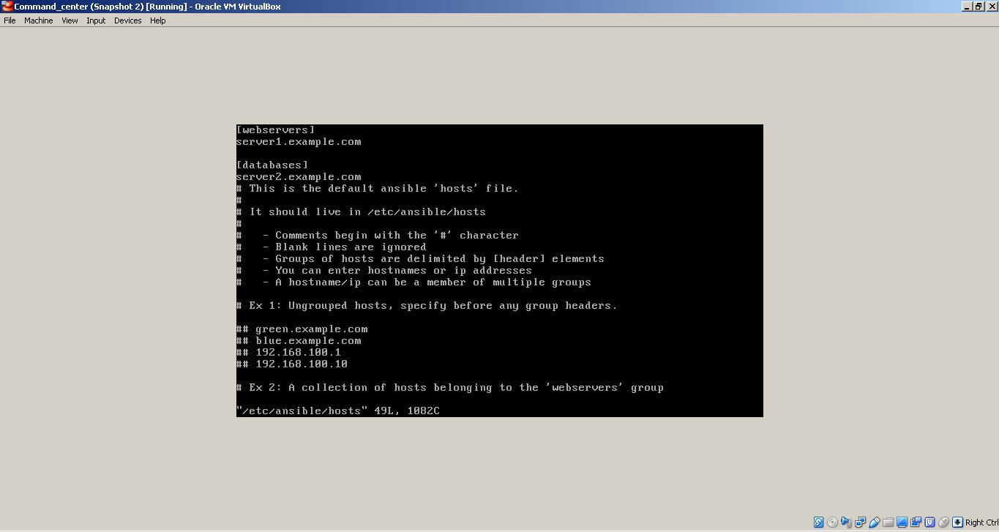 Command_center (Snapshot 2) [Running] - Oracle VM VirtualBox
File Machine View Input Devices Help
[webservers]
server1.example.com
[databases]
server2.example.com
# This is the default ansible 'hosts' file.
#
# It should live in /etc/ansible/hosts
#
#   - Comments begin with the '#' character
#   - Blank lines are ignored
#   - Groups of hosts are delimited by [header] elements
#   - You can enter hostnames or ip addresses
#   - A hostname/ip can be a member of multiple groups
# Ex 1: Ungrouped hosts, specify before any group headers.
## green.example.com
## blue.example.com
## 192.168.100.1
## 192.168.100.10
# Ex 2: A collection of hosts belonging to the 'webservers' group
"/etc/ansible/hosts" 49L, 1082C
Right Ctrl